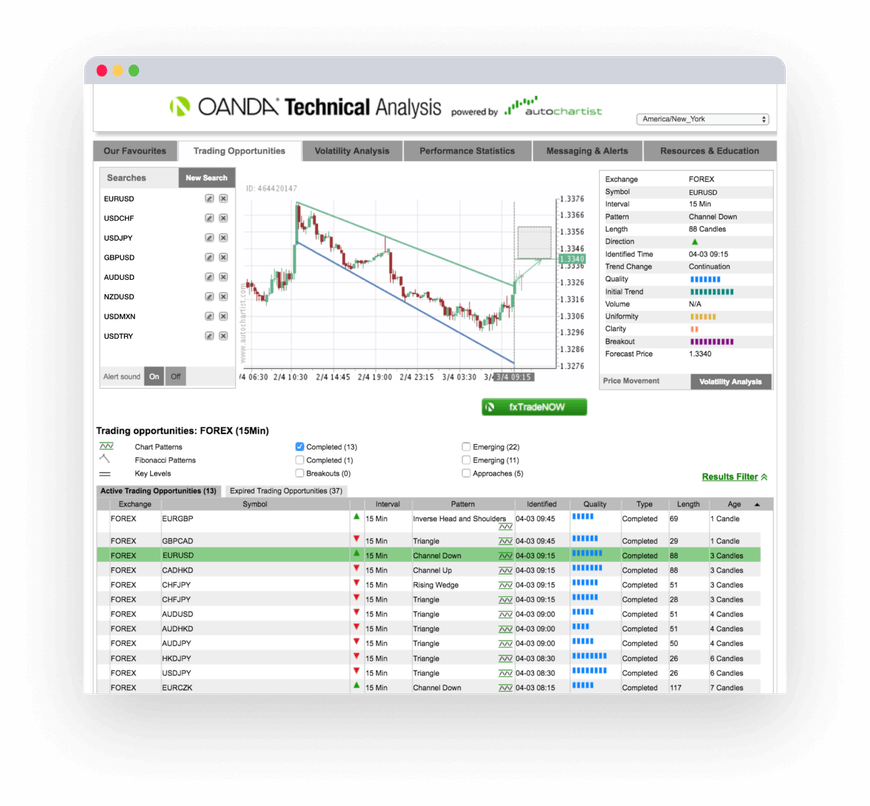 OANDA Technical Analysis powered by autochartist
America/New_York
Our Favourites Trading Opportunities Volatility Analysis Performance Statistics Messaging & Alerts Resources & Education
Searches New Search
EURUSD
USDCHF
USDJPY
GBPUSD
AUDUSD
NZDUSD
USDMXN
USDTRY
Alert sound On Off
ID: 464420147
1.3376
1.3366
1.3356
1.3346
1.3340
1.3336
1.3326
1.3316
1.3306
1.3296
1.3286
1.3276
www.autochartist.com
/4 06:30 2/4 10:30 2/4 14:45 2/4 19:00 2/4 23:15 3/4 03:30 3/4 09:15
Exchange FOREX
Symbol EURUSD
Interval 15 Min
Pattern Channel Down
Length 88 Candles
Direction
Identified Time 04-03 09:15
Trend Change Continuation
Quality
Initial Trend
Volume N/A
Uniformity
Clarity
Breakout
Forecast Price 1.3340
Price Movement Volatility Analysis
fxTradeNOW
Trading opportunities: FOREX (15Min)
Chart Patterns Completed (13) Emerging (22)
Fibonacci Patterns Completed (1) Emerging (11)
Key Levels Breakouts (0) Approaches (5)
Results Filter
Active Trading Opportunities (13) Expired Trading Opportunities (37)
Exchange Symbol Interval Pattern Identified Quality Type Length Age
FOREX EURGBP 15 Min Inverse Head and Shoulders 04-03 09:45 Completed 69 1 Candle
FOREX GBPCAD 15 Min Triangle 04-03 09:45 Completed 29 1 Candle
FOREX EURUSD 15 Min Channel Down 04-03 09:15 Completed 88 3 Candles
FOREX CADHKD 15 Min Channel Up 04-03 09:15 Completed 88 3 Candles
FOREX CHFJPY 15 Min Rising Wedge 04-03 09:15 Completed 51 3 Candles
FOREX CHFJPY 15 Min Triangle 04-03 09:15 Completed 28 3 Candles
FOREX AUDUSD 15 Min Triangle 04-03 09:00 Completed 51 4 Candles
FOREX AUDHKD 15 Min Triangle 04-03 09:00 Completed 51 4 Candles
FOREX AUDJPY 15 Min Triangle 04-03 09:00 Completed 50 4 Candles
FOREX HKDJPY 15 Min Triangle 04-03 08:30 Completed 26 6 Candles
FOREX USDJPY 15 Min Triangle 04-03 08:30 Completed 26 6 Candles
FOREX EURCZK 15 Min Channel Down 04-03 08:15 Completed 117 7 Candles